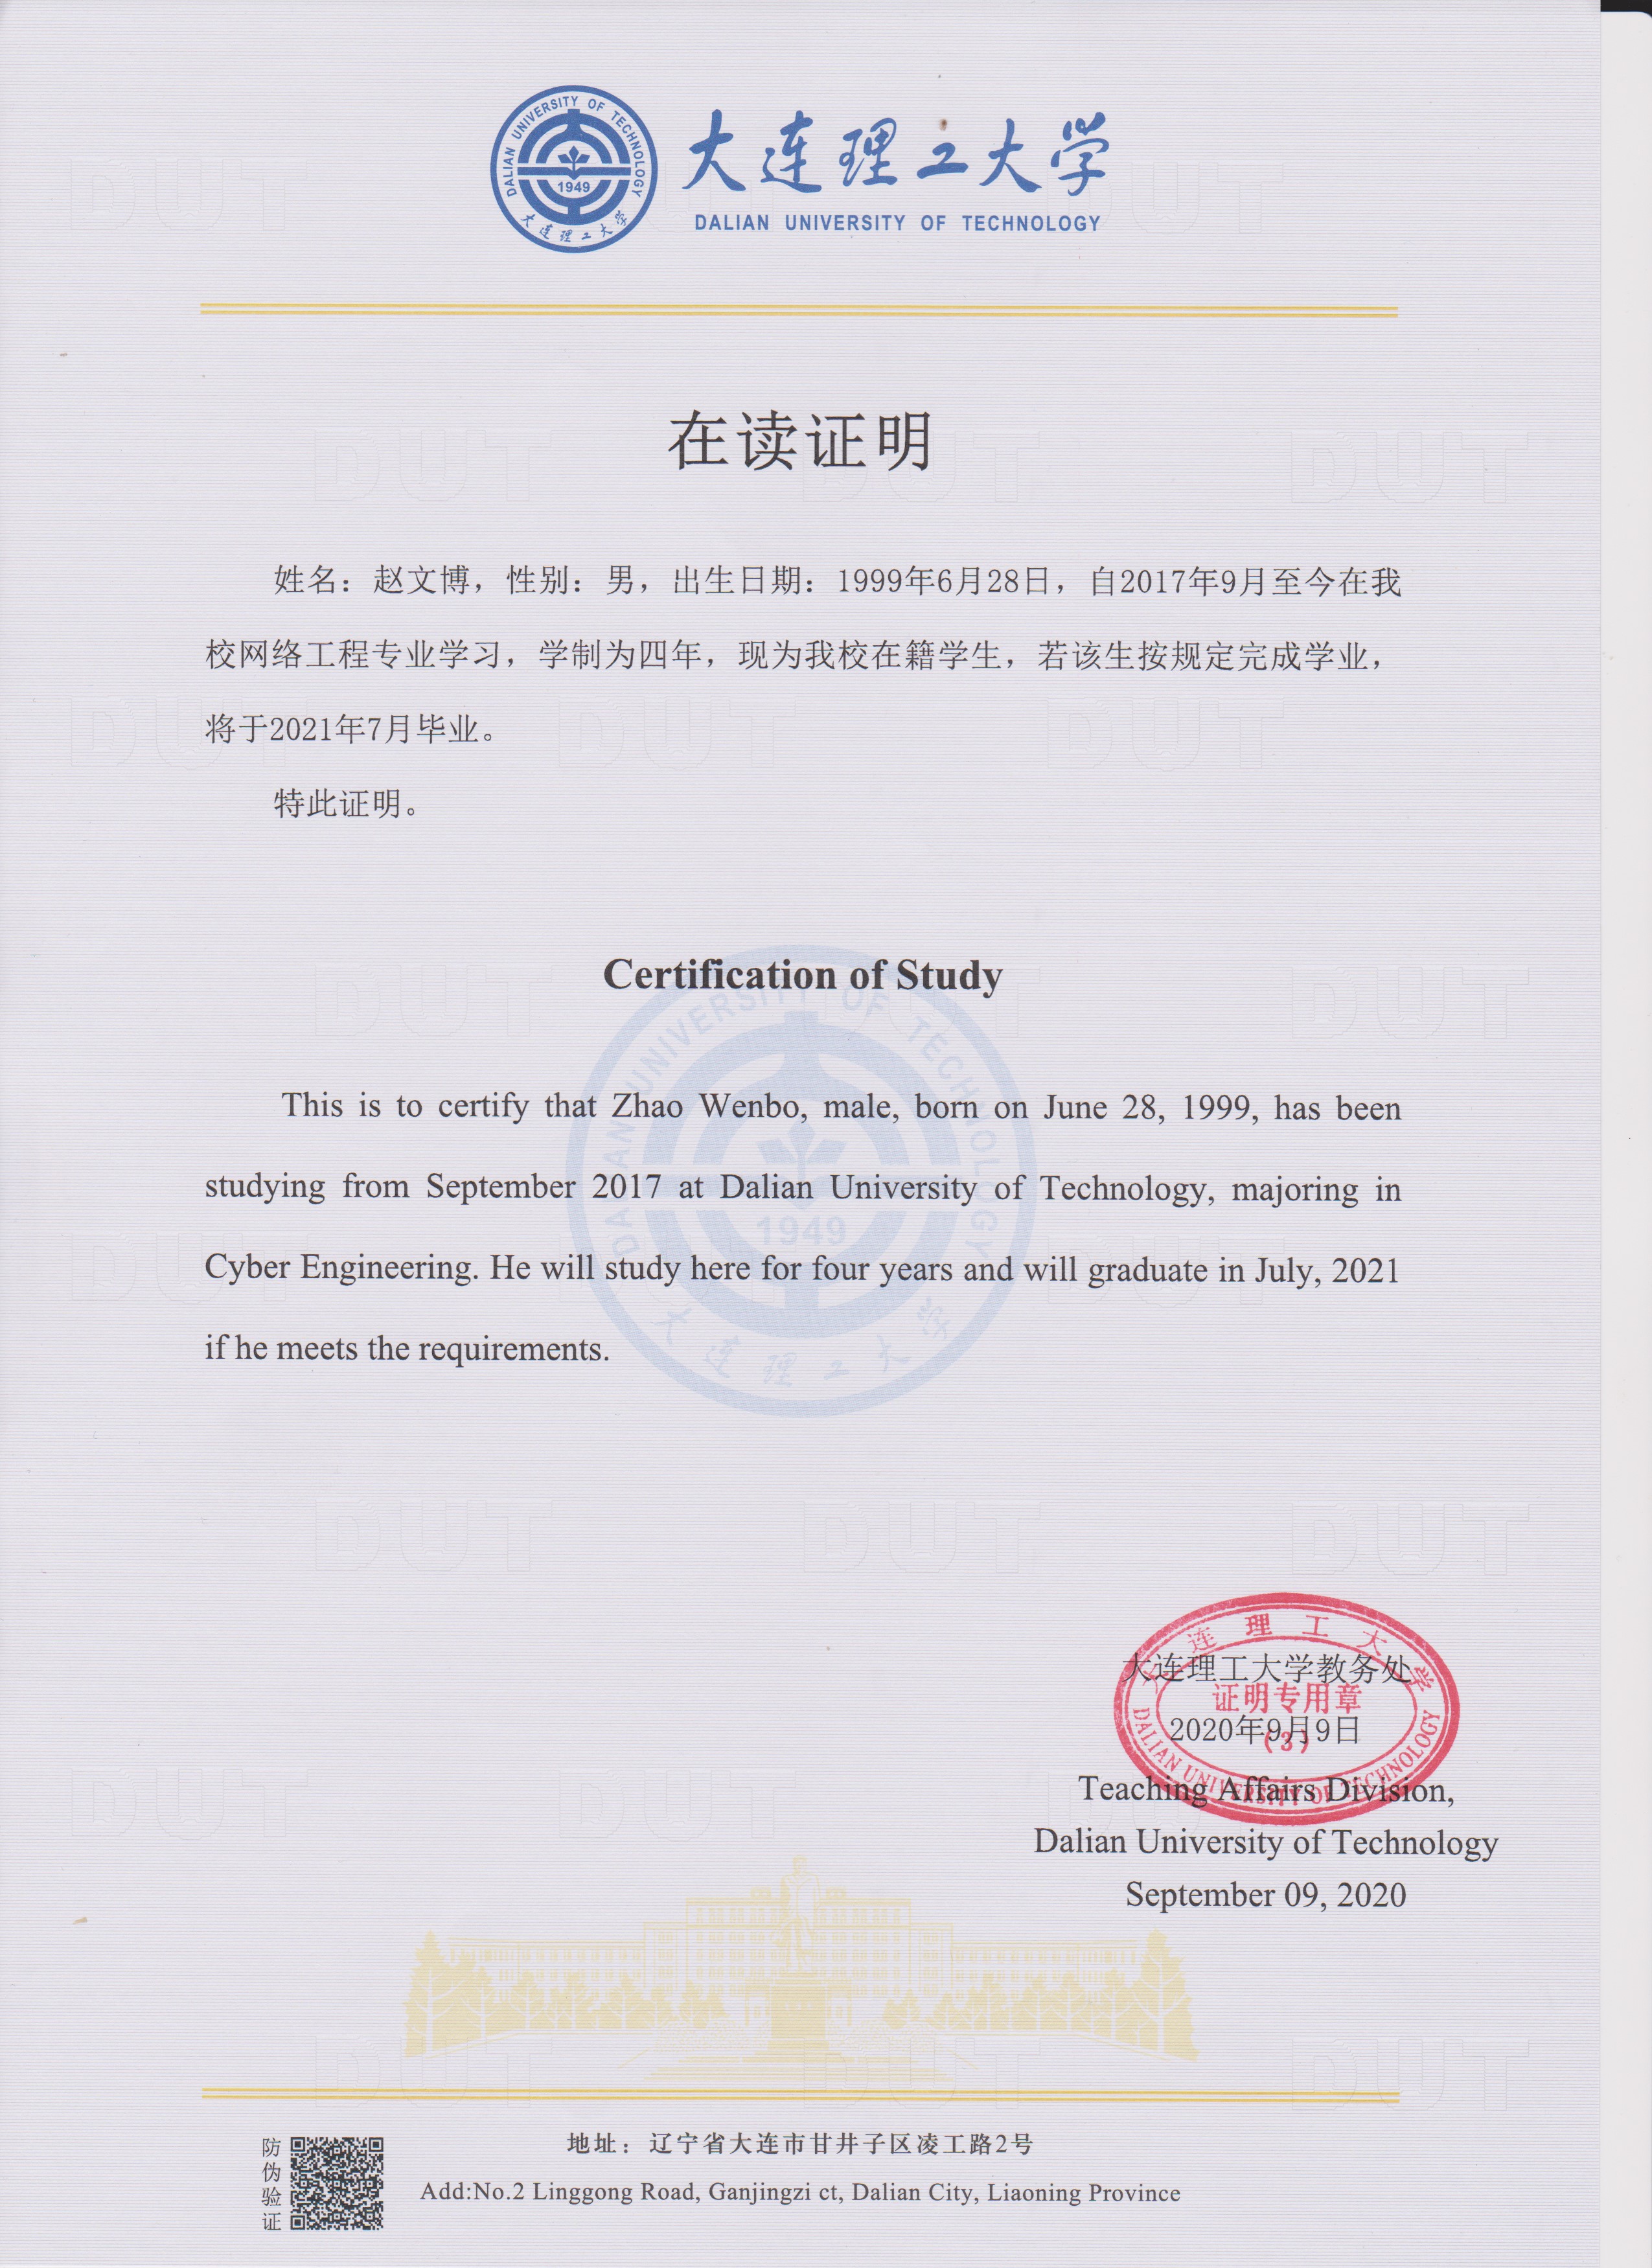 DALIAN UNIVERSITY OF TECHNOLOGY
1949
大连理工大学
大连理工大学
DALIAN UNIVERSITY OF TECHNOLOGY
在读证明
姓名：赵文博，性别：男，出生日期：1999年6月28日，自2017年9月至今在我
校网络工程专业学习，学制为四年，现为我校在籍学生，若该生按规定完成学业，
将于2021年7月毕业。
特此证明。
Certification of Study
This is to certify that Zhao Wenbo, male, born on June 28, 1999, has been
studying from September 2017 at Dalian University of Technology, majoring in
Cyber Engineering. He will study here for four years and will graduate in July, 2021
if he meets the requirements.
DALIAN UNIVERSITY OF TECHNOLOGY
1949
大连理工大学
大连理工大学
大连理工大学教务处
证明专用章
2020年9月9日
(3)
DALIAN UNIVERSITY OF TECHNOLOGY
Teaching Affairs Division,
Dalian University of Technology
September 09, 2020
防伪验证
地址：辽宁省大连市甘井子区凌工路2号
Add:No.2 Linggong Road, Ganjingzi ct, Dalian City, Liaoning Province
DUT